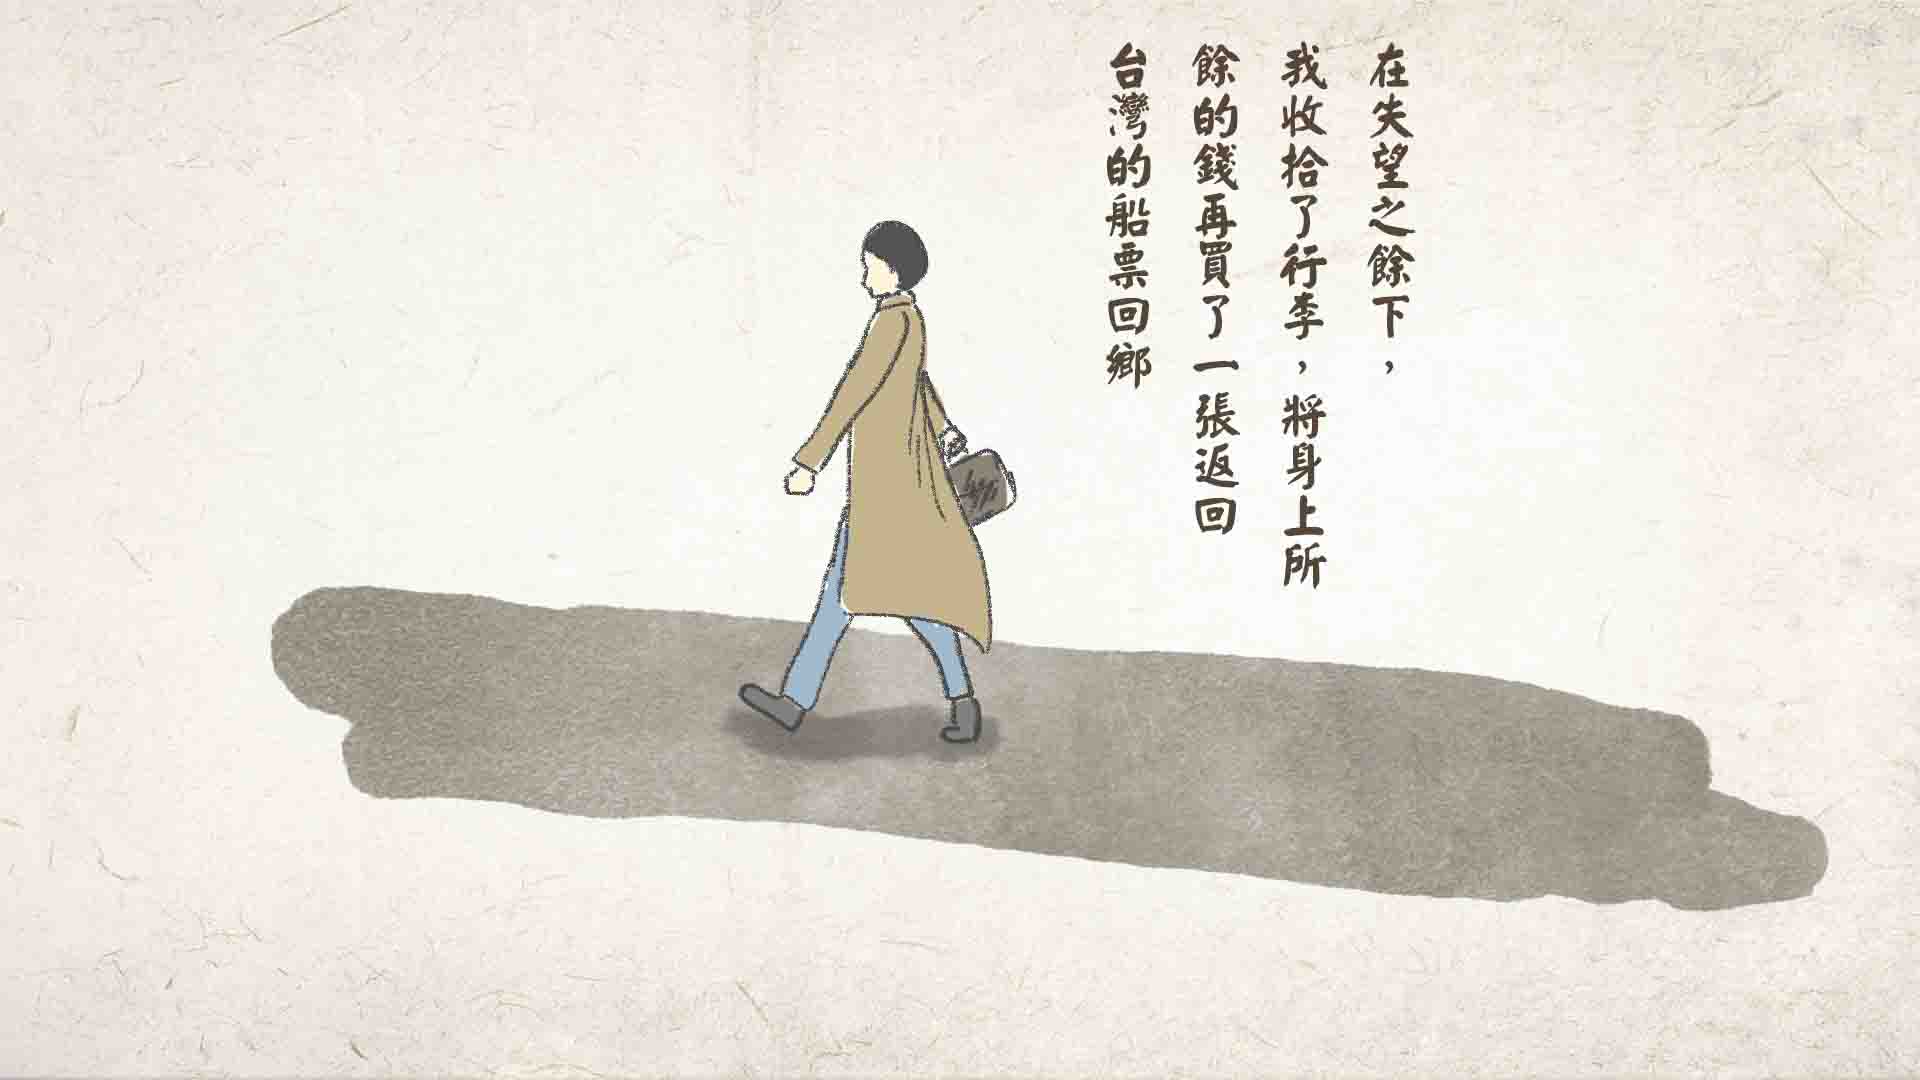 在失望之餘下，
我收拾了行李，將身上所
餘的錢再買了一張返回
台灣的船票回鄉